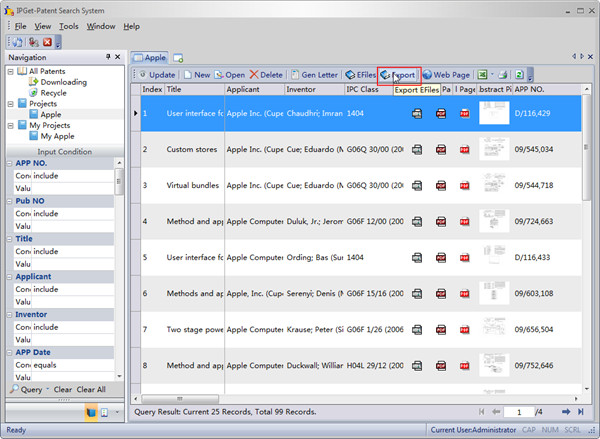 IPGet-Patent Search System
File View Tools Window Help
Navigation
All Patents
Downloading
Recycle
Projects
Apple
My Projects
My Apple
Input Condition
APP NO.
Con include
Valu
Pub NO
Con include
Valu
Title
Con include
Valu
Applicant
Con include
Valu
Inventor
Con include
Valu
APP Date
Con equals
Valu
Query Clear Clear All
Apple
Update New Open Delete Gen Letter EFiles Export Web Page
Export EFiles
Index Title Applicant Inventor IPC Class Pa l Page bstract Pi APP NO.
1 User interface fo Apple Inc. (Cupe Chaudhri; Imran 1404 D/116,429
2 Custom stores Apple Inc. (Cupe Cue; Eduardo (M G06Q 30/00 (200 09/545,034
3 Virtual bundles Apple Inc. (Cupe Cue; Eduardo (M G06Q 30/00 (200 09/544,718
4 Method and app Apple Computer Duluk, Jr.; Jerom G06F 12/00 (200 09/724,663
5 User interface fo Apple Computer Ording; Bas (Sur 1404 D/116,433
6 Methods and ap Apple, Inc. (Cupe Serenyi; Denis (M G06F 15/16 (200 09/603,108
7 Two stage powe Apple Computer Krause; Peter (Si G06F 1/26 (2006 09/656,504
8 Method and app Apple Computer Duckwall; Williar H04L 29/12 (200 09/752,646
Query Result: Current 25 Records, Total 99 Records. 1 /4
Ready Current User:Administrator CAP NUM SCRL